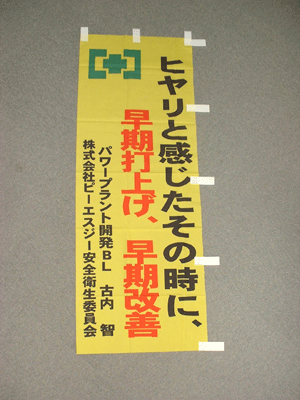 ヒヤリと感じたその時に、
早期打上げ、早期改善
パワープラント開発BL 古内 智
株式会社ビーエスジー安全衛生委員会